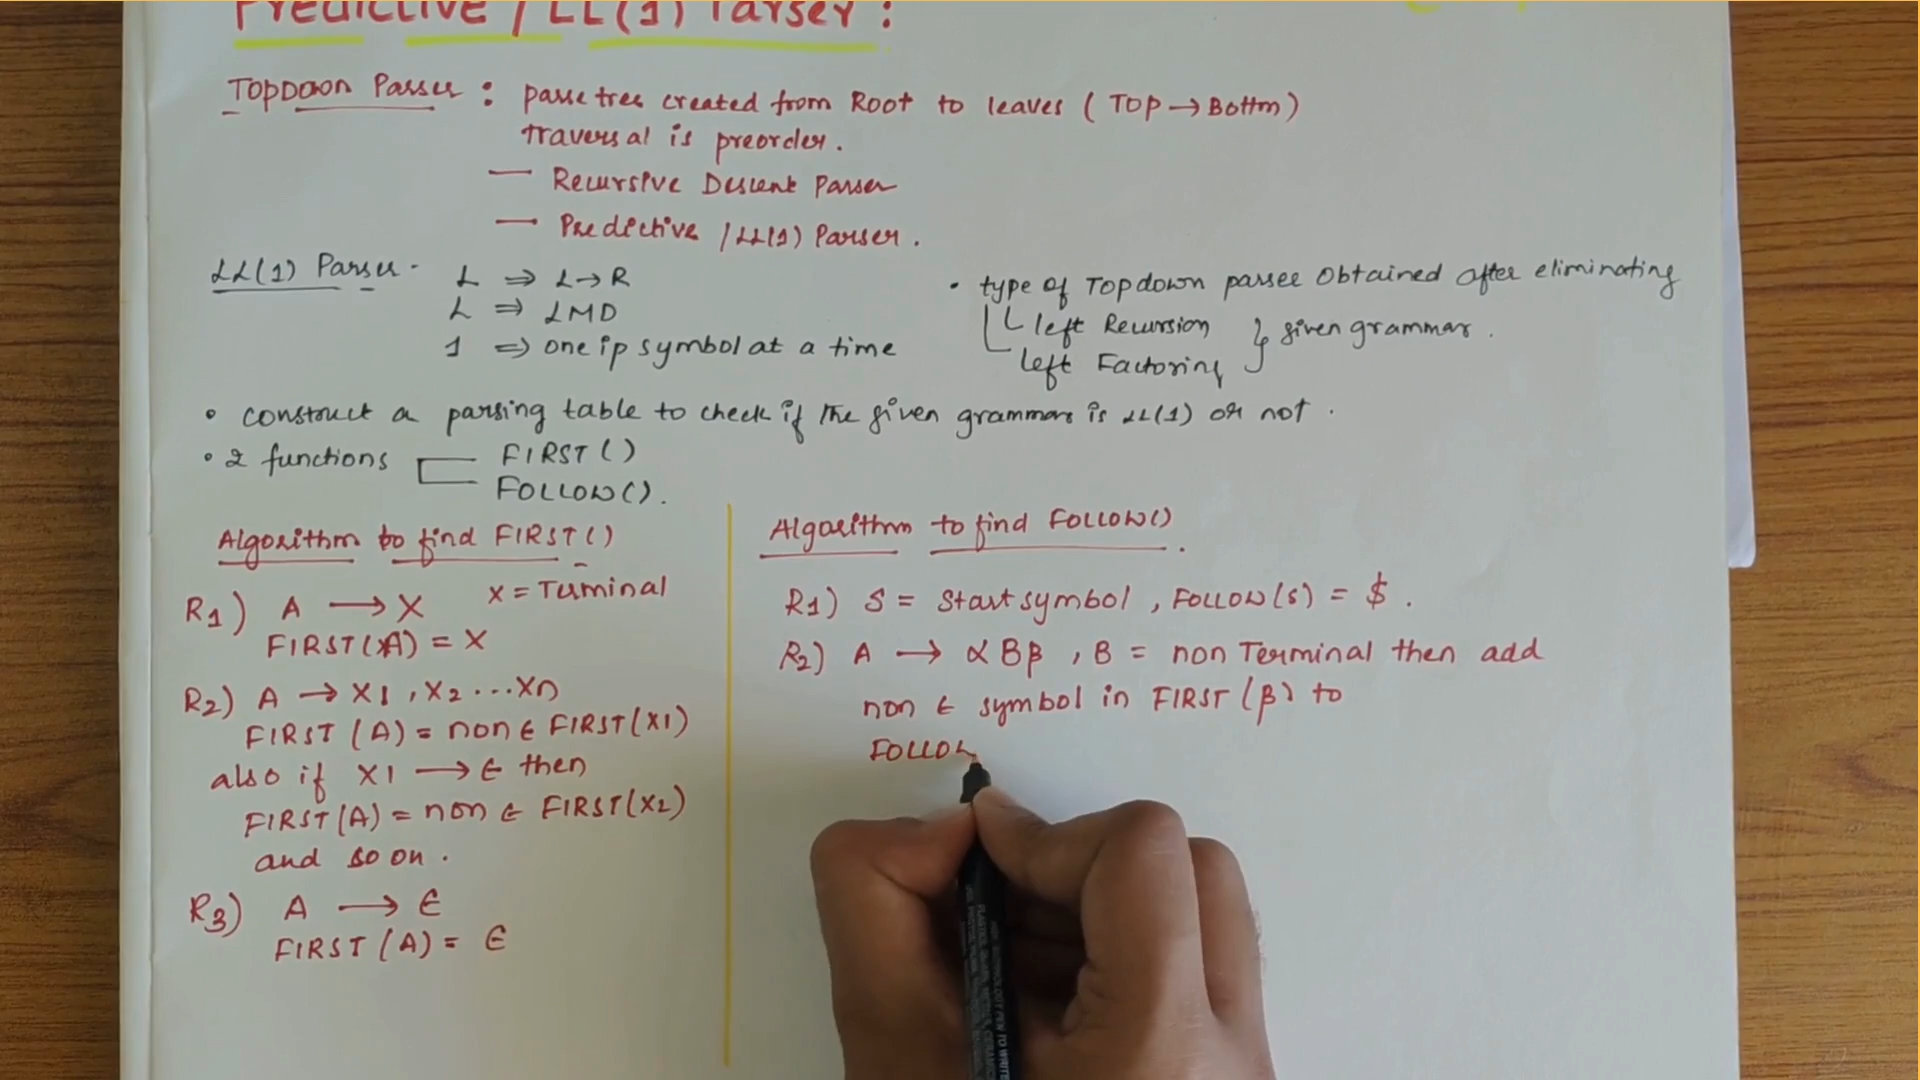 Predictive / LL(1) Parser :
TopDown Parser : parse tree created from Root to leaves ( TOP → Bottm )
traversal is preorder .
— Recursive Descent Parser
— Predictive / LL(1) Parser .
LL(1) Parser - L ⇒ L → R
L ⇒ LMD
1 ⇒ one ip symbol at a time
• type of Topdown parser Obtained after eliminating
left Recursion } given grammar .
left Factoring
• construct a parsing table to check if the given grammar is LL(1) or not .
• 2 functions FIRST ( )
FOLLOW ( ) .
Algorithm to find FIRST ( )
R1) A → X X = Terminal
FIRST (A) = X
R2) A → X1 , X2 ... Xn
FIRST (A) = non ϵ FIRST (X1)
also if X1 → ϵ then
FIRST (A) = non ϵ FIRST (X2)
and so on .
R3) A → ϵ
FIRST (A) = ϵ
Algorithm to find FOLLOW ( ) .
R1) S = Start symbol , FOLLOW (S) = $ .
R2) A → α B β , B = non Terminal then add
non ϵ symbol in FIRST (β) to
FOLLOW